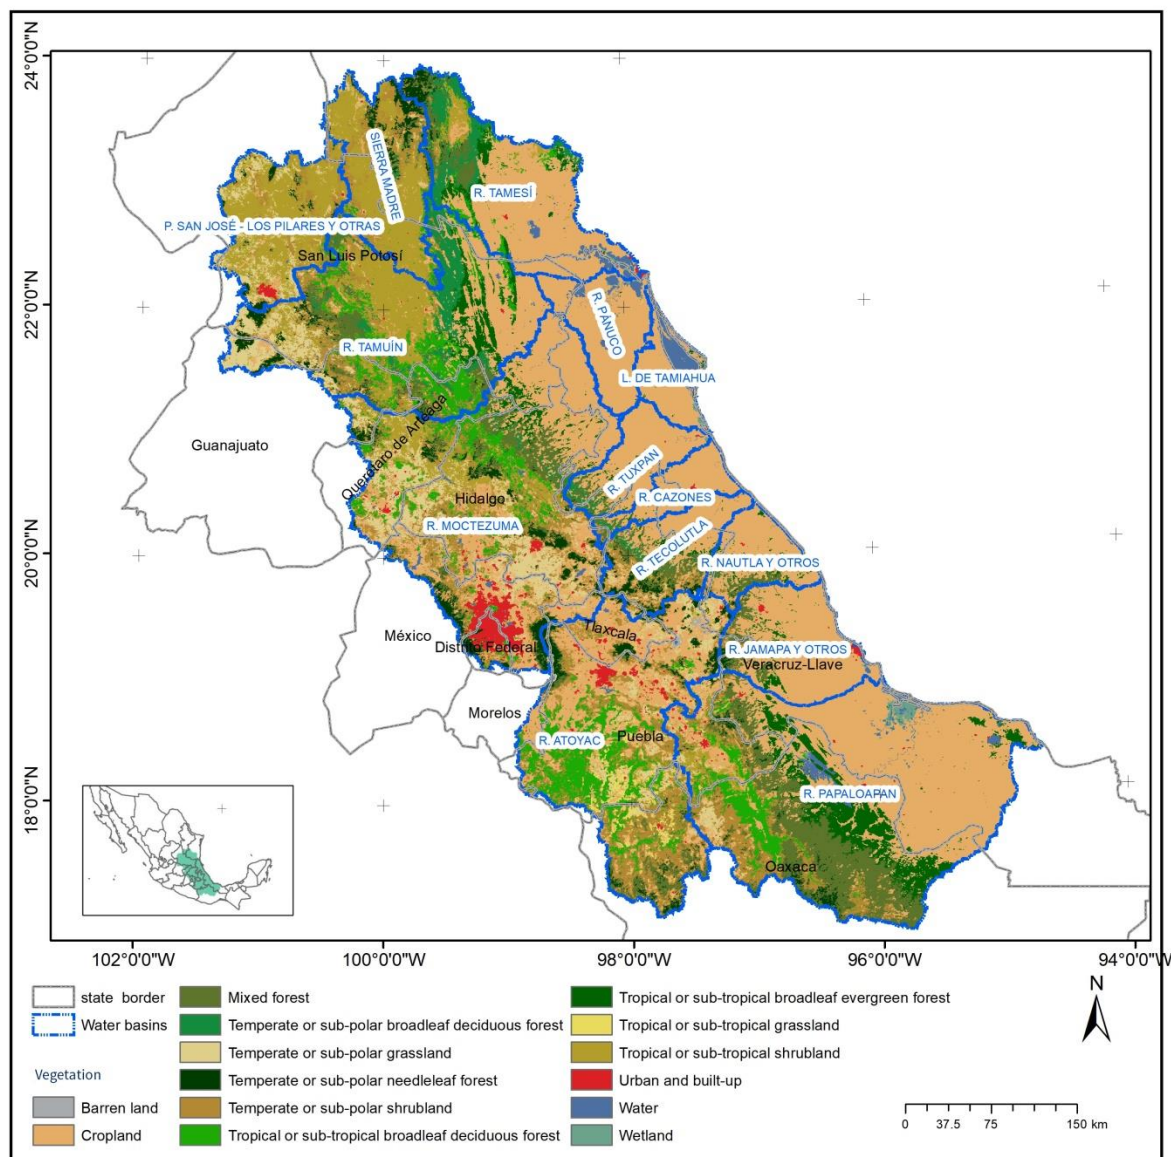 24°0'0"N
22°0'0"N
20°0'0"N
18°0'0"N
SIERRA MADRE
R. TAMESÍ
P. SAN JOSÉ - LOS PILARES Y OTRAS
San Luis Potosí
R. PÁNUCO
R. TAMUÍN
L. DE TAMIAHUA
Guanajuato
Querétaro de Arteaga
R. TUXPAN
Hidalgo
R. CAZONES
R. MOCTEZUMA
R. TECOLUTLA
R. NAUTLA Y OTROS
México
Tlaxcala
Distrito Federal
R. JAMAPA Y OTROS
Veracruz-Llave
Morelos
R. ATOYAC
Puebla
R. PAPALOAPAN
Oaxaca
102°0'0"W
100°0'0"W
98°0'0"W
96°0'0"W
94°0'0"W
state border
Water basins
Vegetation
Barren land
Cropland
Mixed forest
Temperate or sub-polar broadleaf deciduous forest
Temperate or sub-polar grassland
Temperate or sub-polar needleleaf forest
Temperate or sub-polar shrubland
Tropical or sub-tropical broadleaf deciduous forest
Tropical or sub-tropical broadleaf evergreen forest
Tropical or sub-tropical grassland
Tropical or sub-tropical shrubland
Urban and built-up
Water
Wetland
N
0 37.5 75 150 km